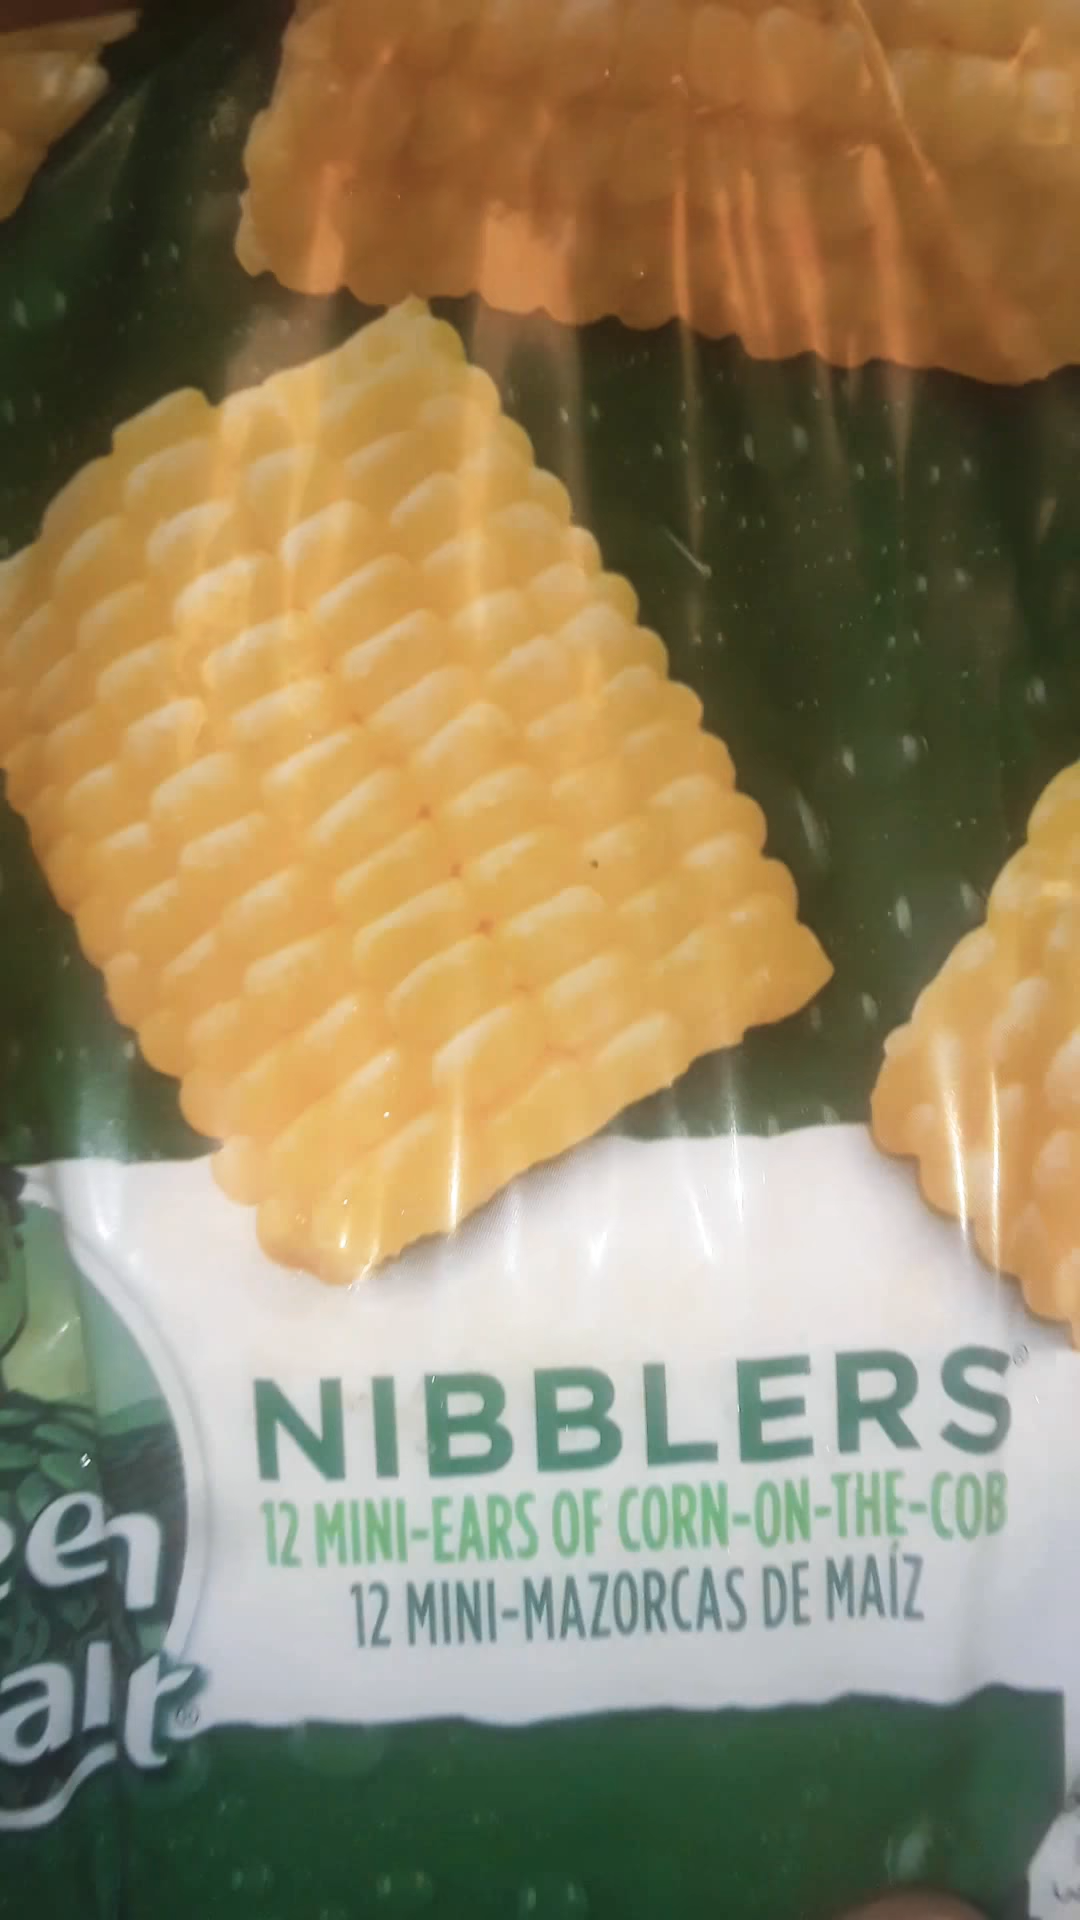 NIBBLERS®
12 MINI-EARS OF CORN-ON-THE-COB
12 MINI-MAZORCAS DE MAÍZ